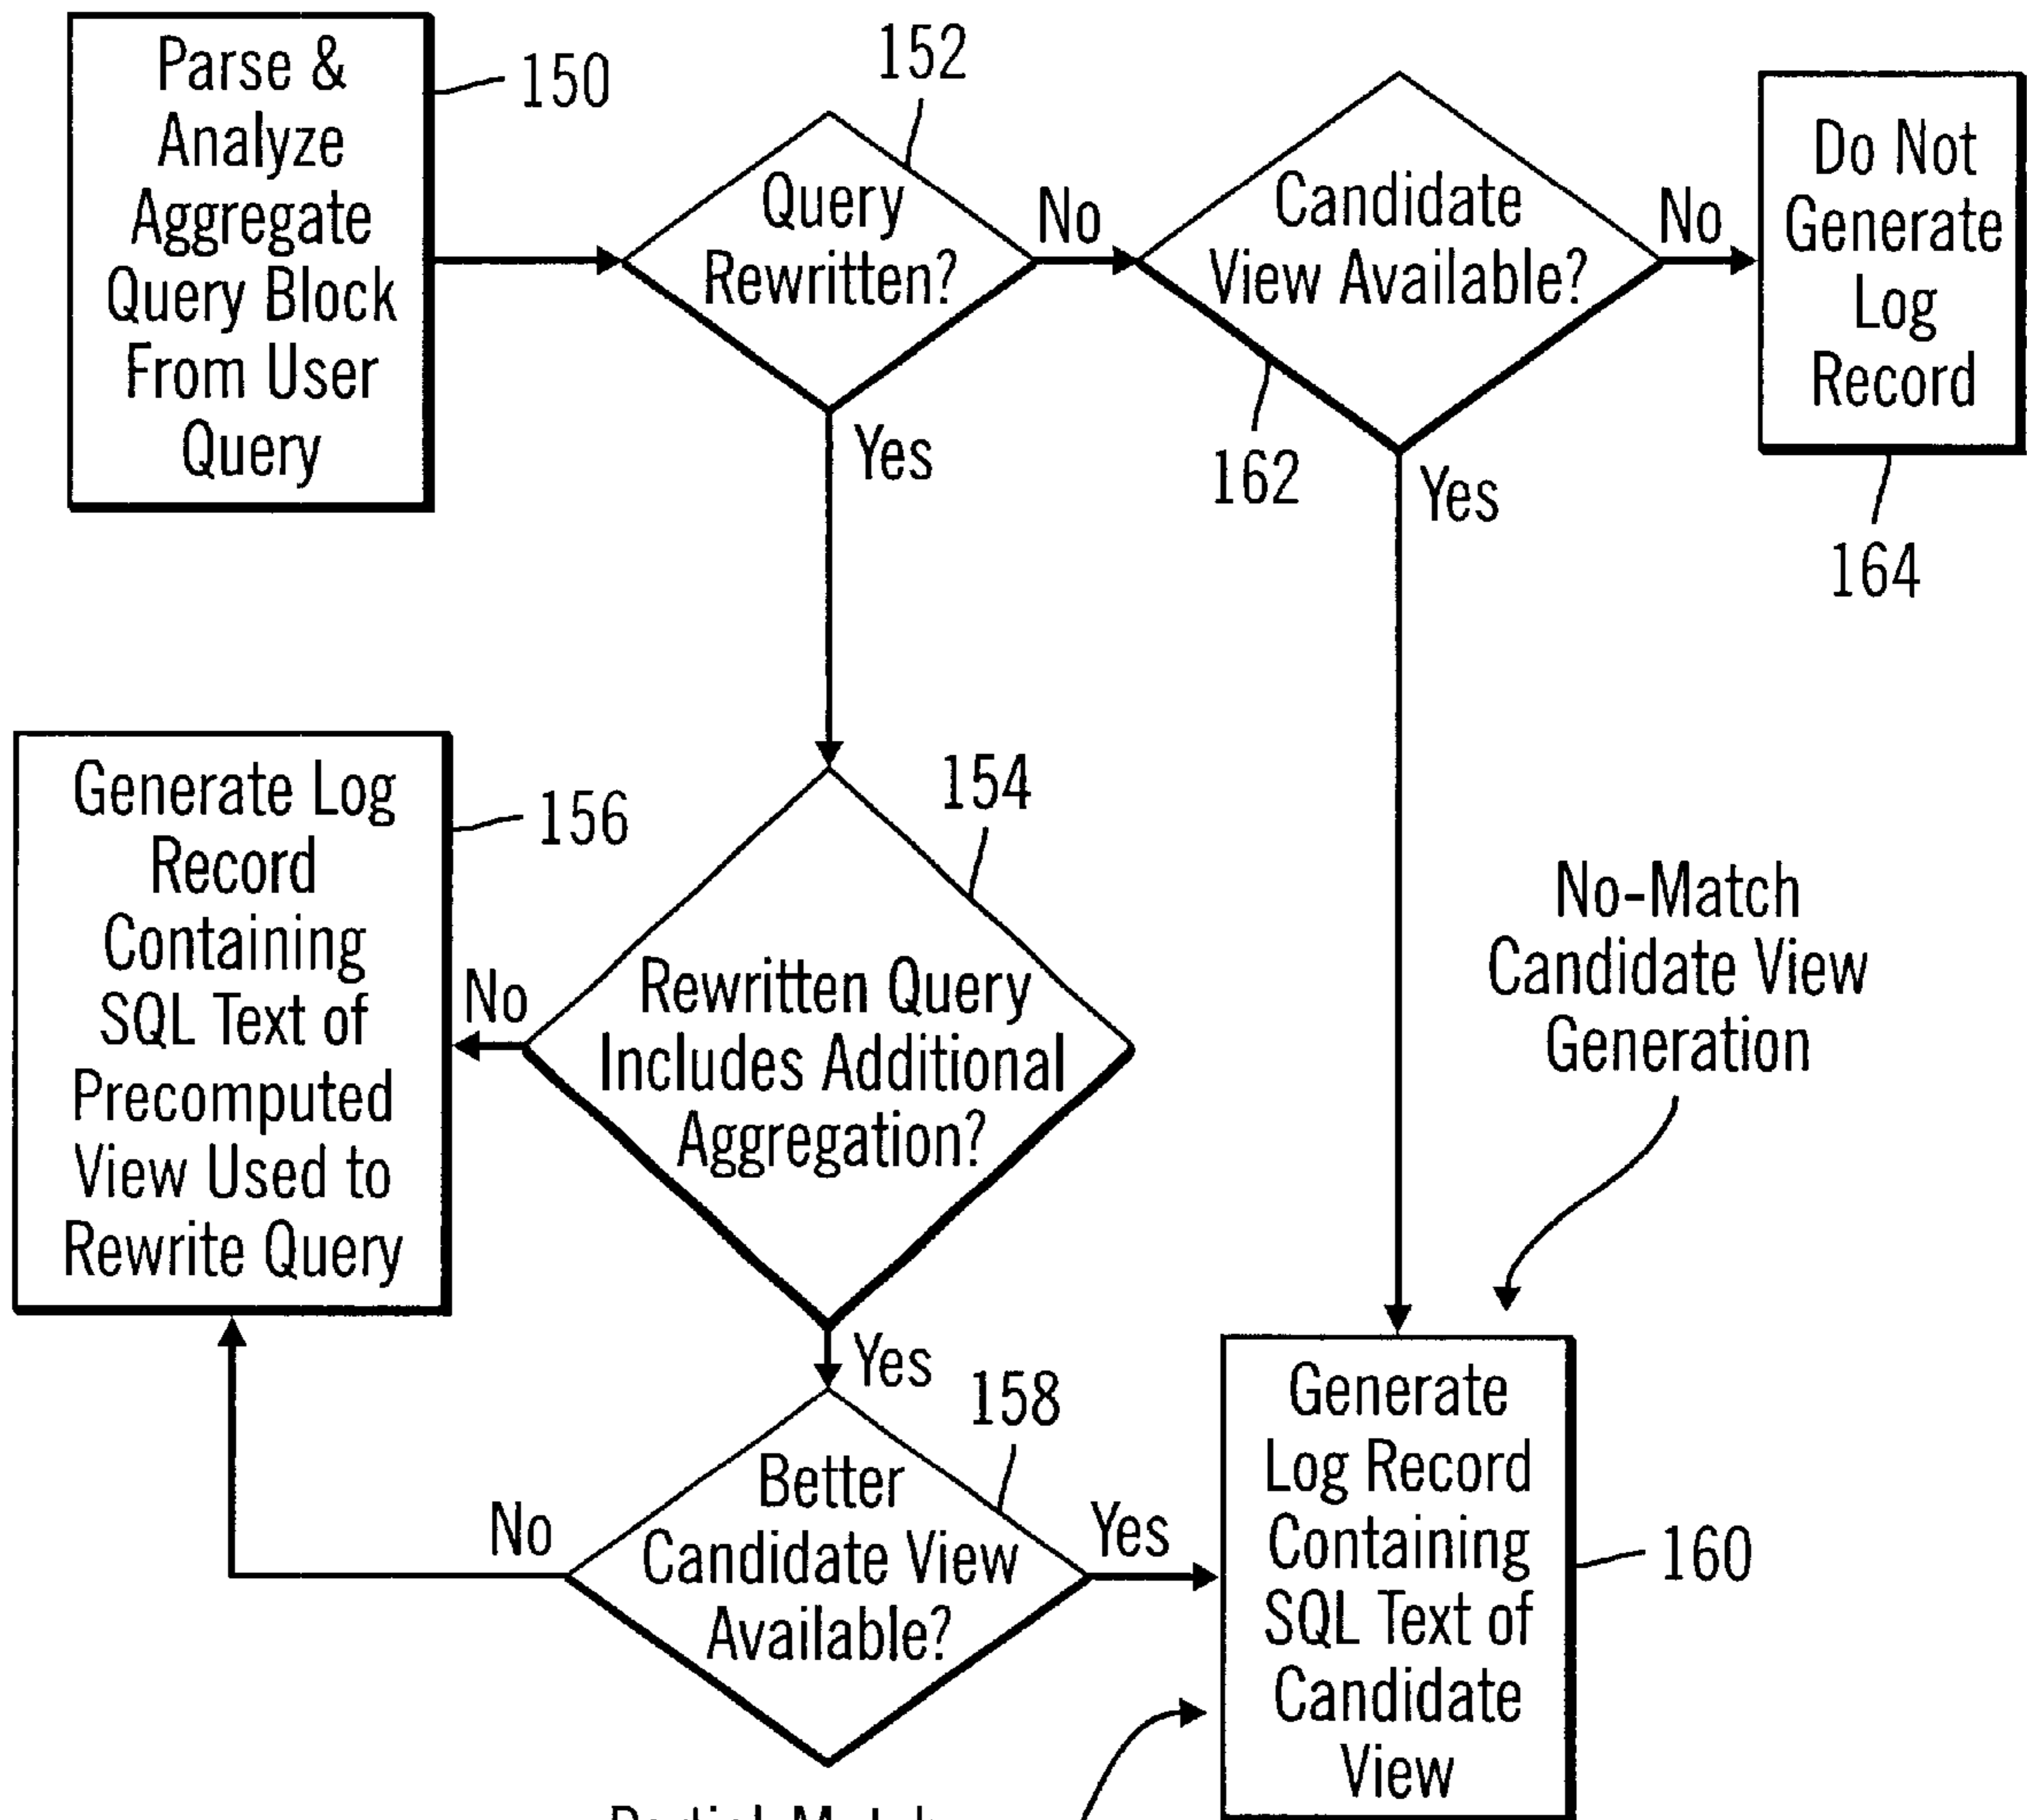 Parse &
Analyze
Aggregate
Query Block
From User
Query
150
152
Query
Rewritten?
No
Yes
Candidate
View Available?
162
No
Yes
Do Not
Generate
Log
Record
164
Generate Log
Record
Containing
SQL Text of
Precomputed
View Used to
Rewrite Query
156
154
No
Rewritten Query
Includes Additional
Aggregation?
Yes
No-Match
Candidate View
Generation
158
Better
Candidate View
Available?
No
Yes
Generate
Log Record
Containing
SQL Text of
Candidate
View
160